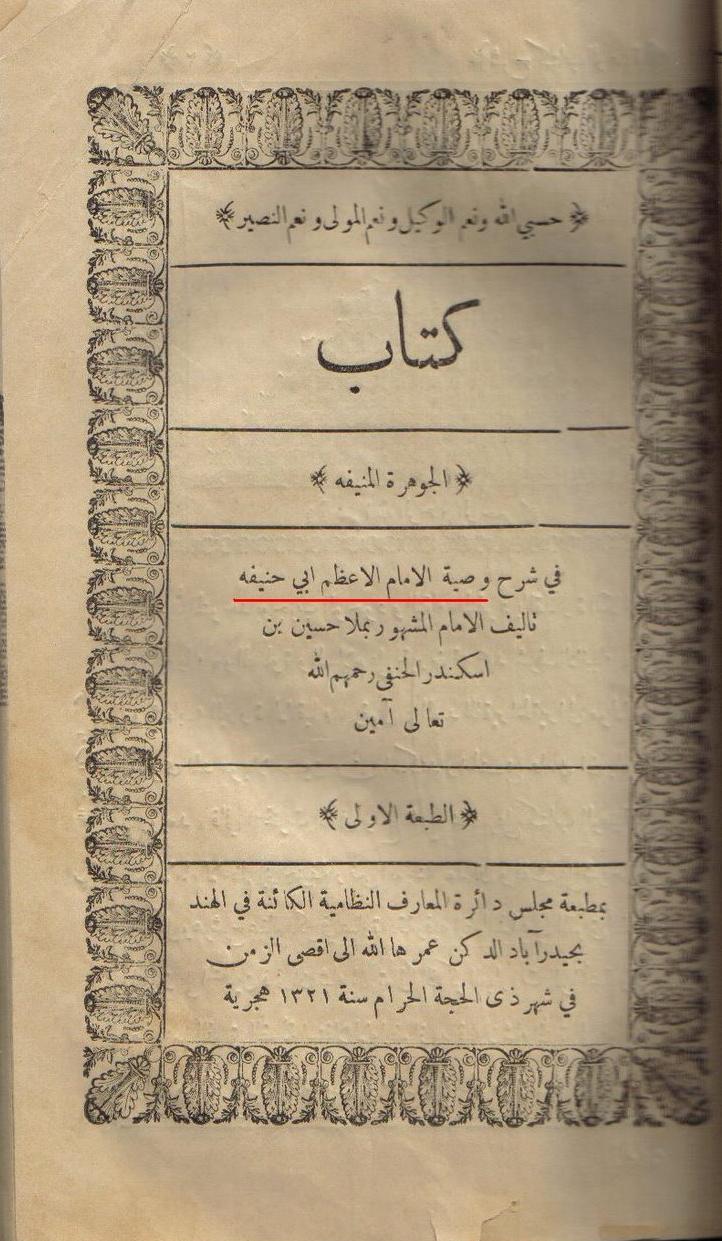 ﴿ حسبي الله ونعم الوكيل ونعم المولى ونعم النصير ﴾
كتاب
﴿ الجوهرة المنيفه ﴾
في شرح وصية الامام الاعظم ابي حنيفه
تاليف الامام المشهور بملا حسين بن
اسكندر الحنفى رحمهم الله
تعالى آمين
﴿ الطبعة الاولى ﴾
بمطبعة مجلس دائرة المعارف النظامية الكائنة في الهند
بحيدرآباد الدكن عمرها الله الى اقصى الزمن
في شهر ذى الحجة الحرام سنة ١٣٢١ هجرية